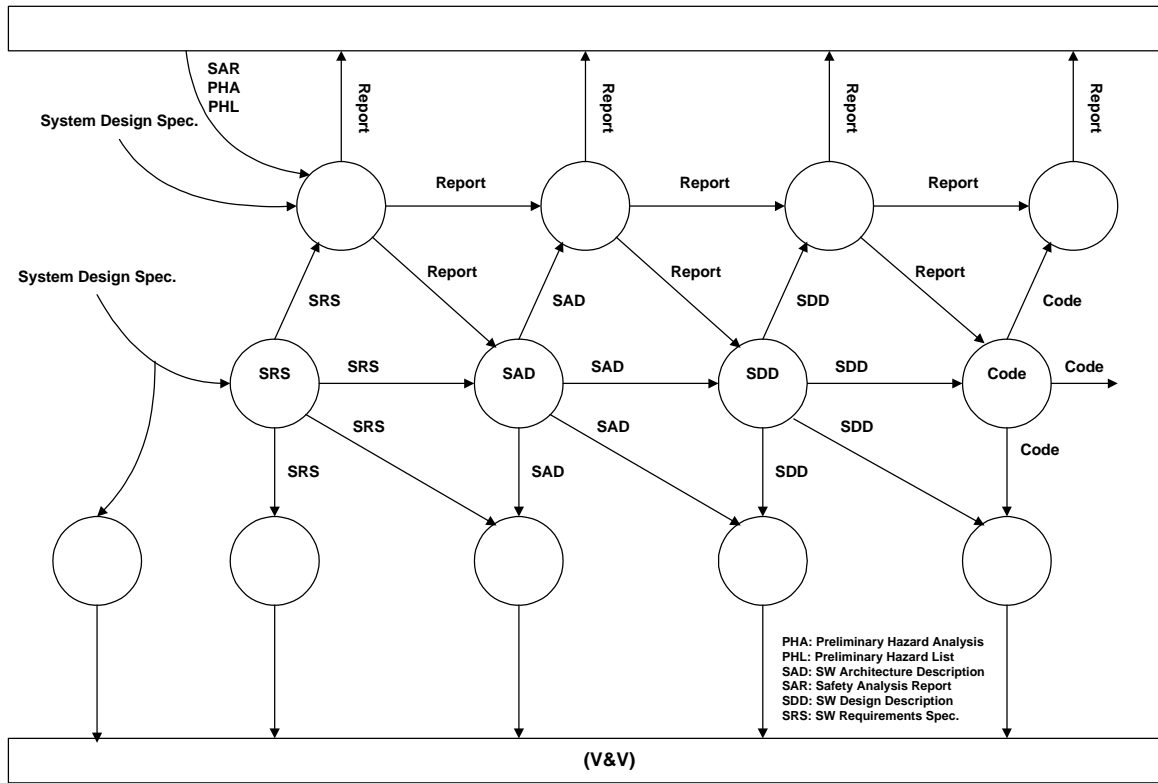 SAR
PHA
PHL
System Design Spec.
Report
Report
Report
Report
Report
Report
Report
System Design Spec.
Report
Report
Report
SRS
SAD
SDD
Code
SRS
SRS
SAD
SAD
SDD
SDD
Code
Code
SRS
SAD
SDD
Code
SRS
SAD
SDD
PHA: Preliminary Hazard Analysis
PHL: Preliminary Hazard List
SAD: SW Architecture Description
SAR: Safety Analysis Report
SDD: SW Design Description
SRS: SW Requirements Spec.
(V&V)